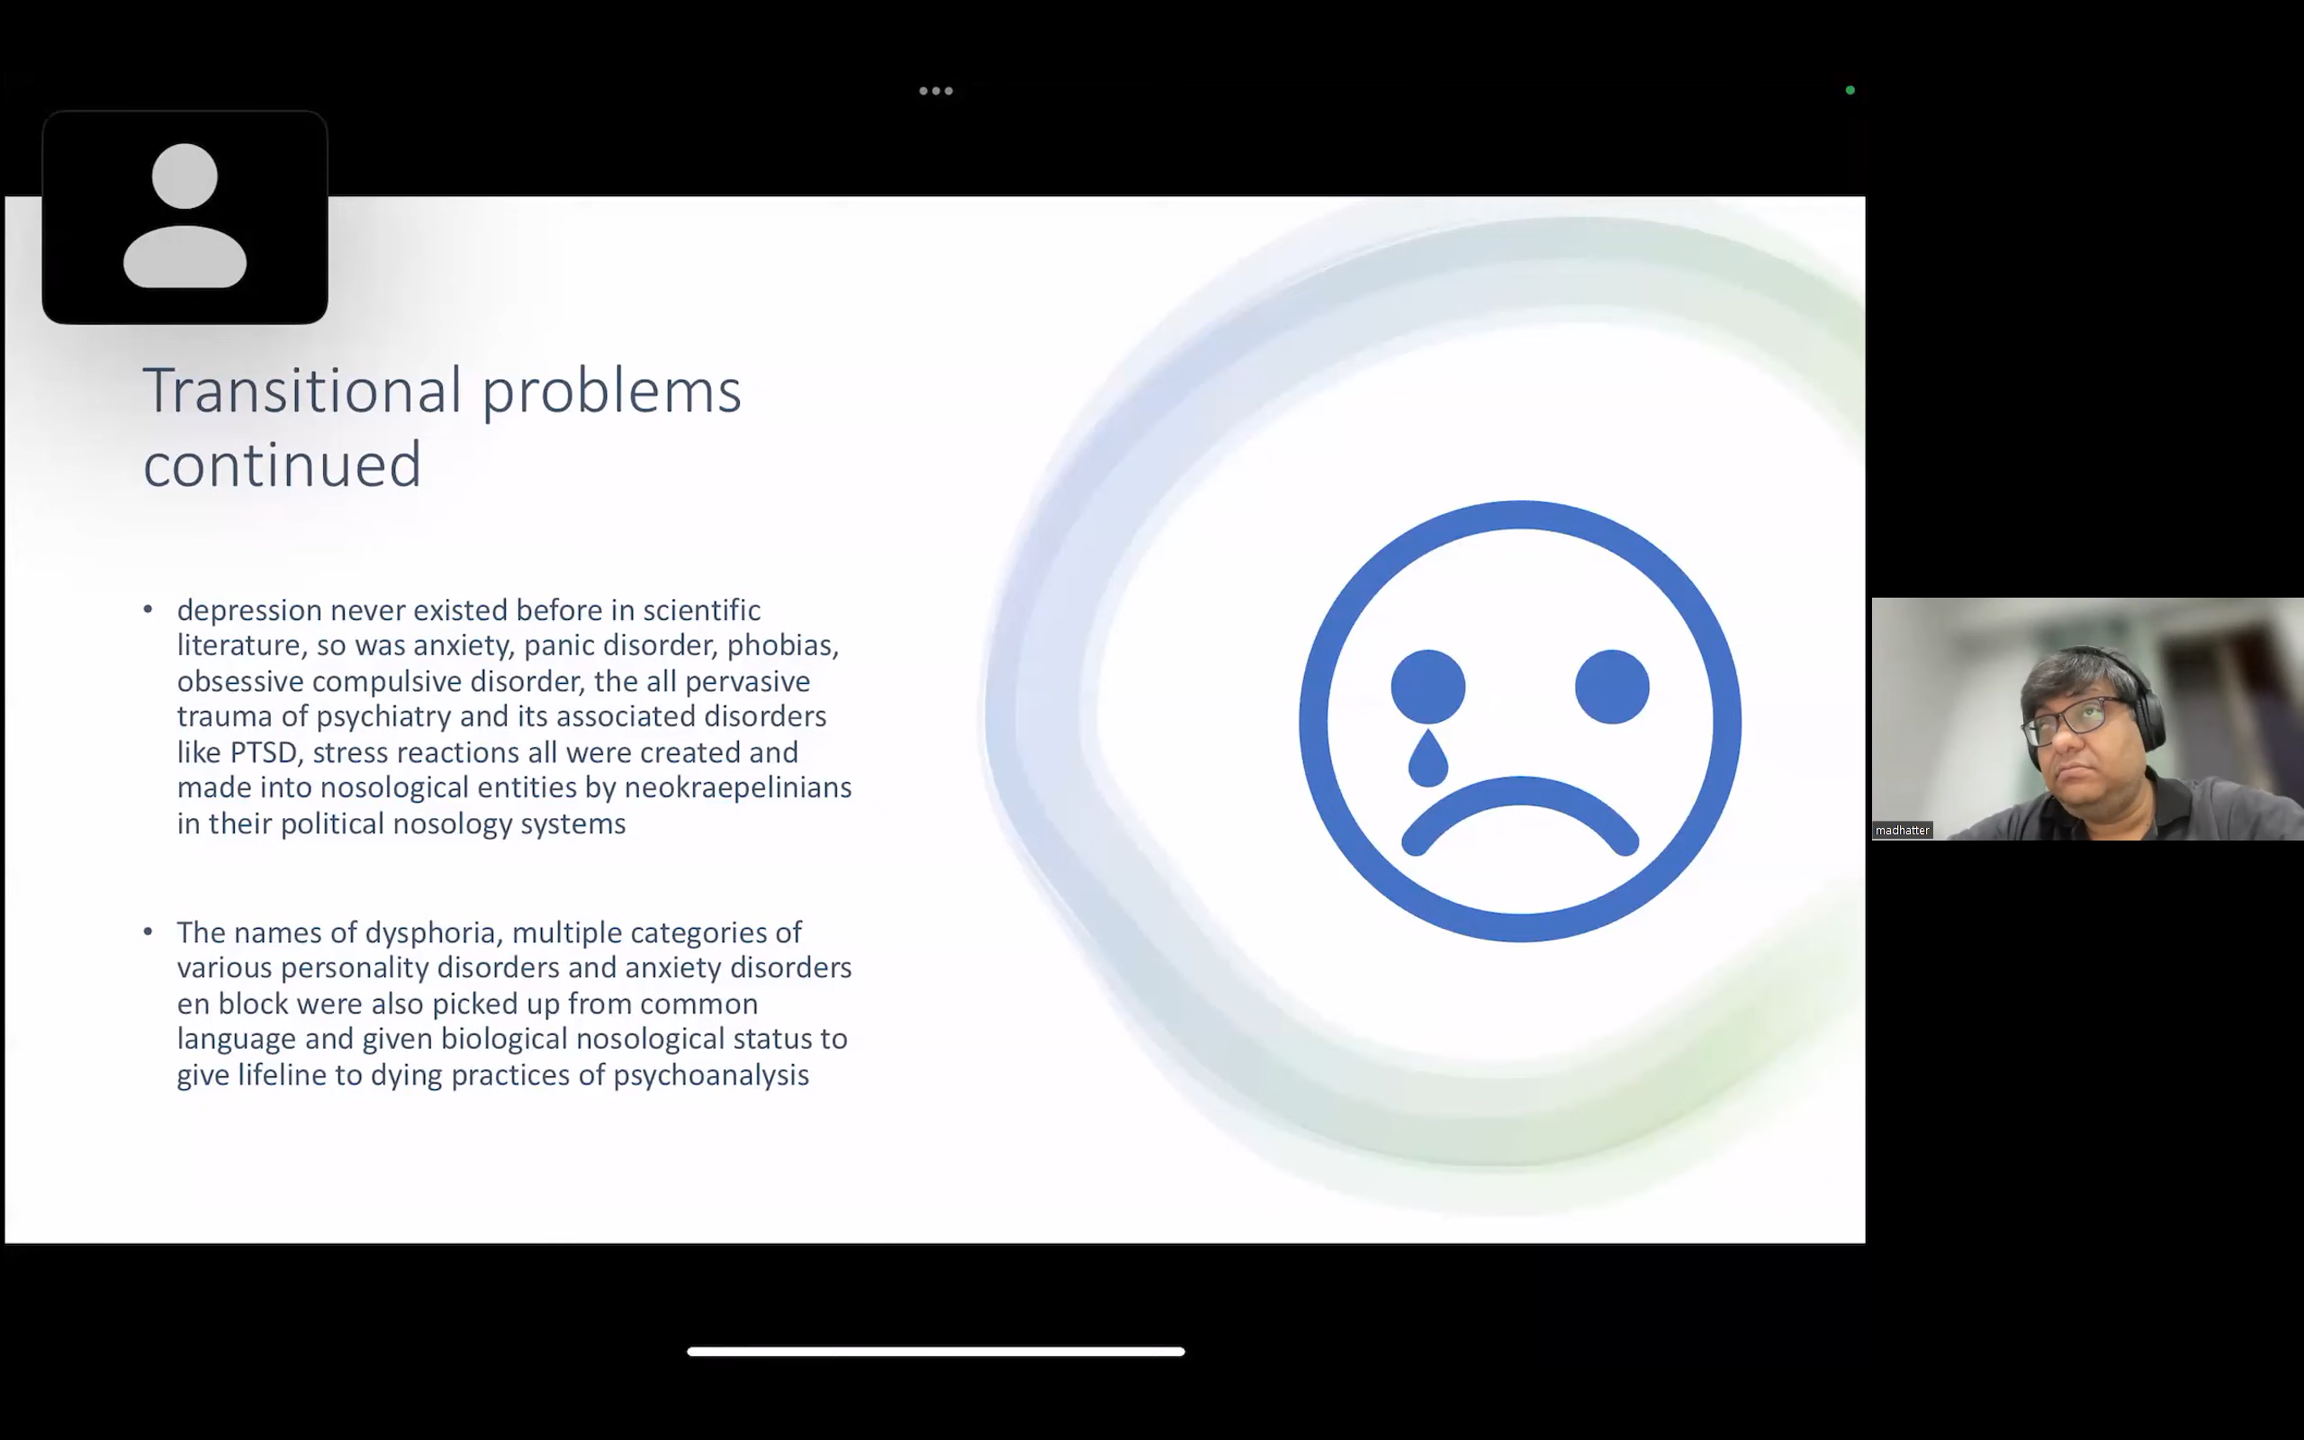 Transitional problems
continued
• depression never existed before in scientific
literature, so was anxiety, panic disorder, phobias,
obsessive compulsive disorder, the all pervasive
trauma of psychiatry and its associated disorders
like PTSD, stress reactions all were created and
made into nosological entities by neokraepelinians
in their political nosology systems
• The names of dysphoria, multiple categories of
various personality disorders and anxiety disorders
en block were also picked up from common
language and given biological nosological status to
give lifeline to dying practices of psychoanalysis
madhatter